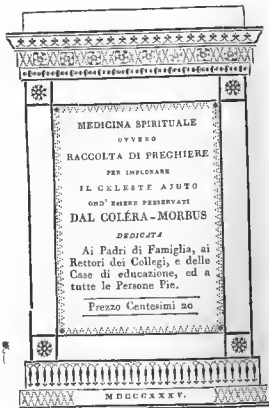 MEDICINA SPIRITUALE
OVVERO
RACCOLTA DI PREGHIERE
PER IMPLORARE
IL CELESTE AJUTO
OND' ESSERE PRESERVATI
DAL COLÉRA-MORBUS
DEDICATA
Ai Padri di Famiglia, ai
Rettori dei Collegi, e delle
Case di educazione, ed a
tutte le Persone Pie.
Prezzo Centesimi 20
MDCCCXXXV.